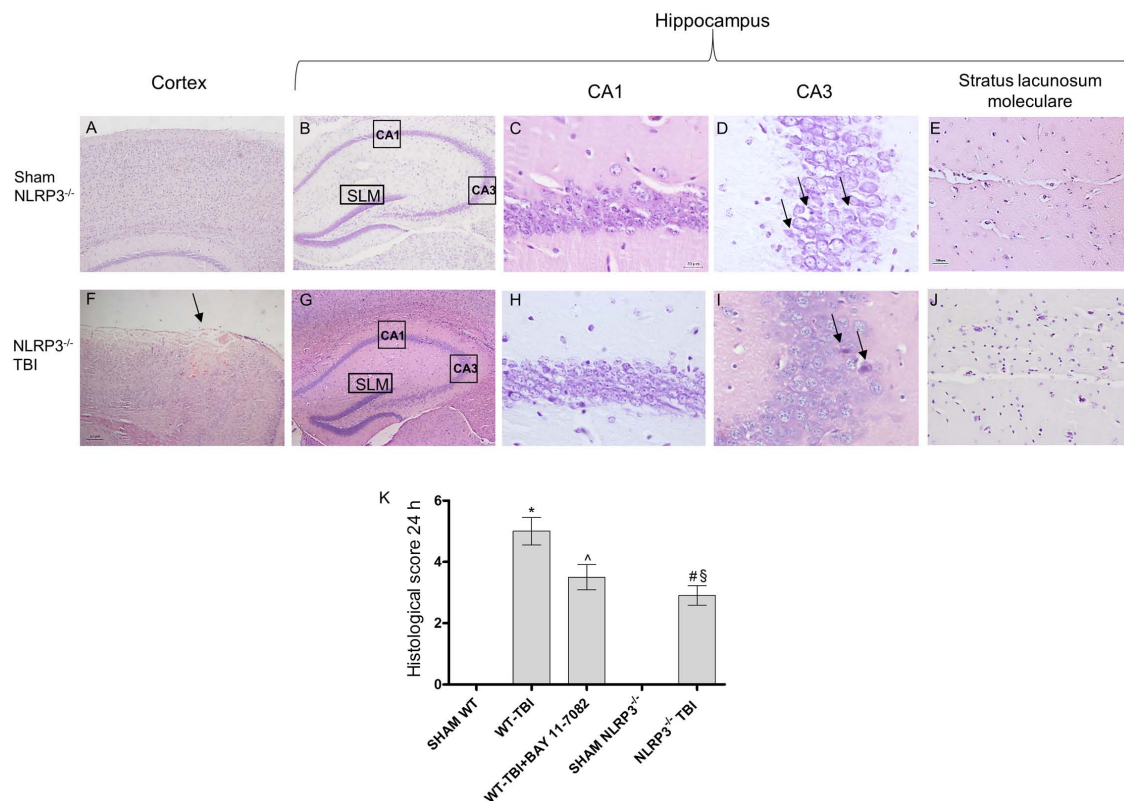 Hippocampus
Cortex
CA1
CA3
Stratus lacunosum
moleculare
Sham
NLRP3-/-
A
B
CA1
CA3
SLM
C
D
E
NLRP3-/-
TBI
F
G
CA1
CA3
SLM
H
I
J
K
Histological score 24 h
6
4
2
0
*
^
#§
SHAM WT
WT-TBI
WT-TBI+BAY 11-7082
SHAM NLRP3-/-
NLRP3-/- TBI